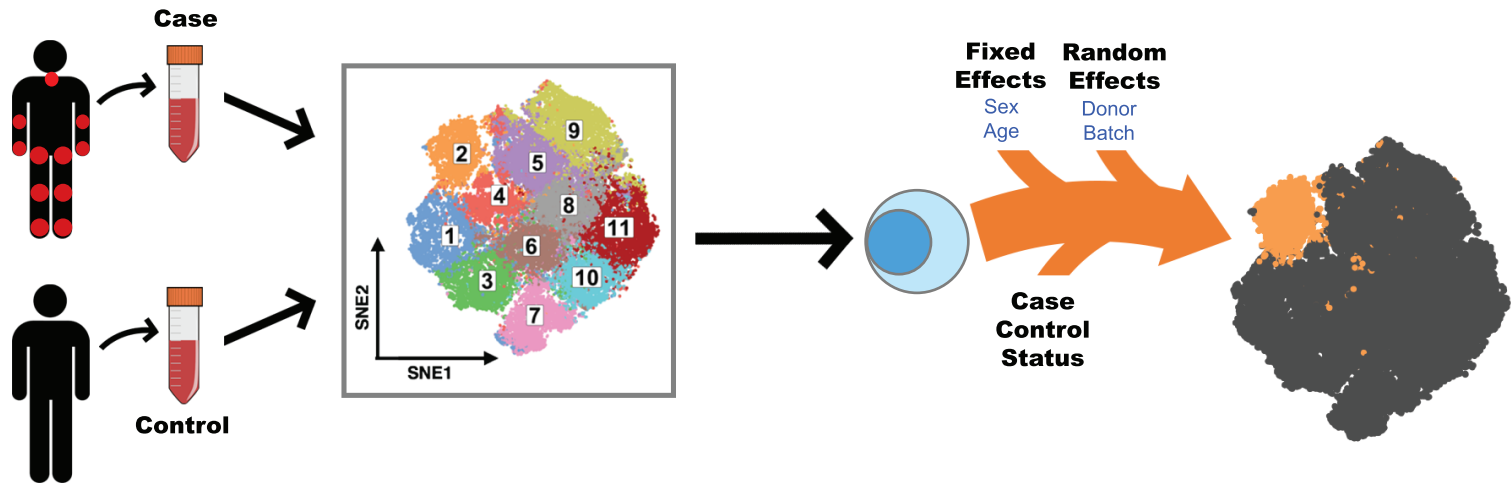 Case
Control
9
2
5
4
8
1
11
6
3
10
7
SNE2
SNE1
Fixed
Effects
Sex
Age
Random
Effects
Donor
Batch
Case
Control
Status